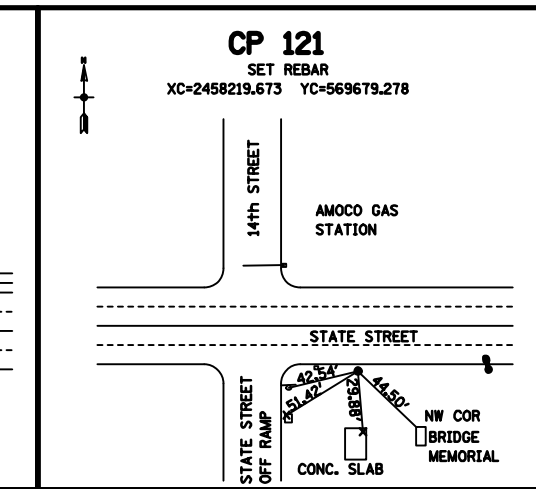 CP 121
SET REBAR
XC=2458219.673 YC=569679.278
N
14th STREET
AMOCO GAS
STATION
STATE STREET
42.54'
51.42'
29.88'
44.50'
STATE STREET
OFF RAMP
CONC. SLAB
NW COR
BRIDGE
MEMORIAL